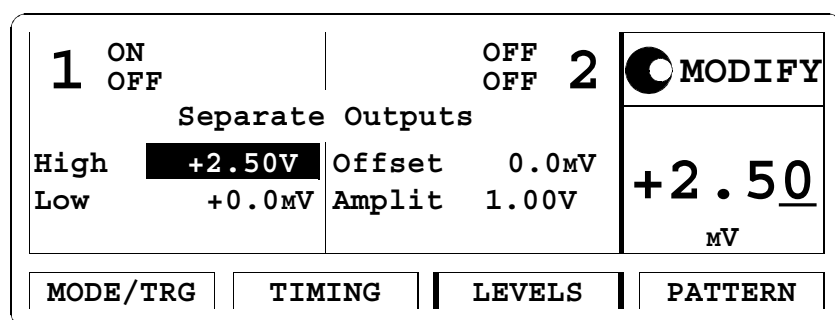 1 ON OFF OFF OFF 2
Separate Outputs
High +2.50V Offset 0.0MV
Low +0.0MV Amplit 1.00V
MODIFY
+2.50
MV
MODE/TRG TIMING LEVELS PATTERN